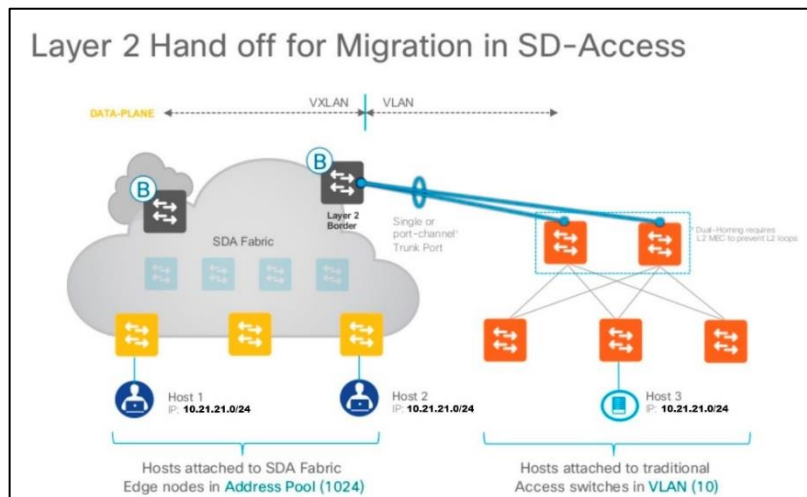 Layer 2 Hand off for Migration in SD-Access
DATA-PLANE
VXLAN
VLAN
B
B
Layer 2
Border
SDA Fabric
Single or
port-channel*
Trunk Port
* Dual-Homing requires
L2 MEC to prevent L2 loops
Host 1
IP: 10.21.21.0/24
Host 2
IP: 10.21.21.0/24
Host 3
IP: 10.21.21.0/24
Hosts attached to SDA Fabric
Edge nodes in Address Pool (1024)
Hosts attached to traditional
Access switches in VLAN (10)